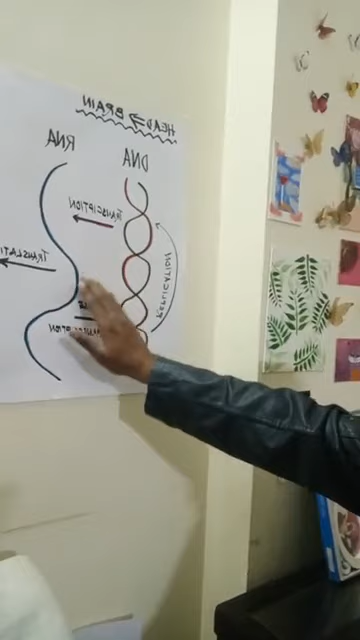 HEAD ⇒ BRAIN
DNA RNA
TRANSCIPTION
REPLICATION